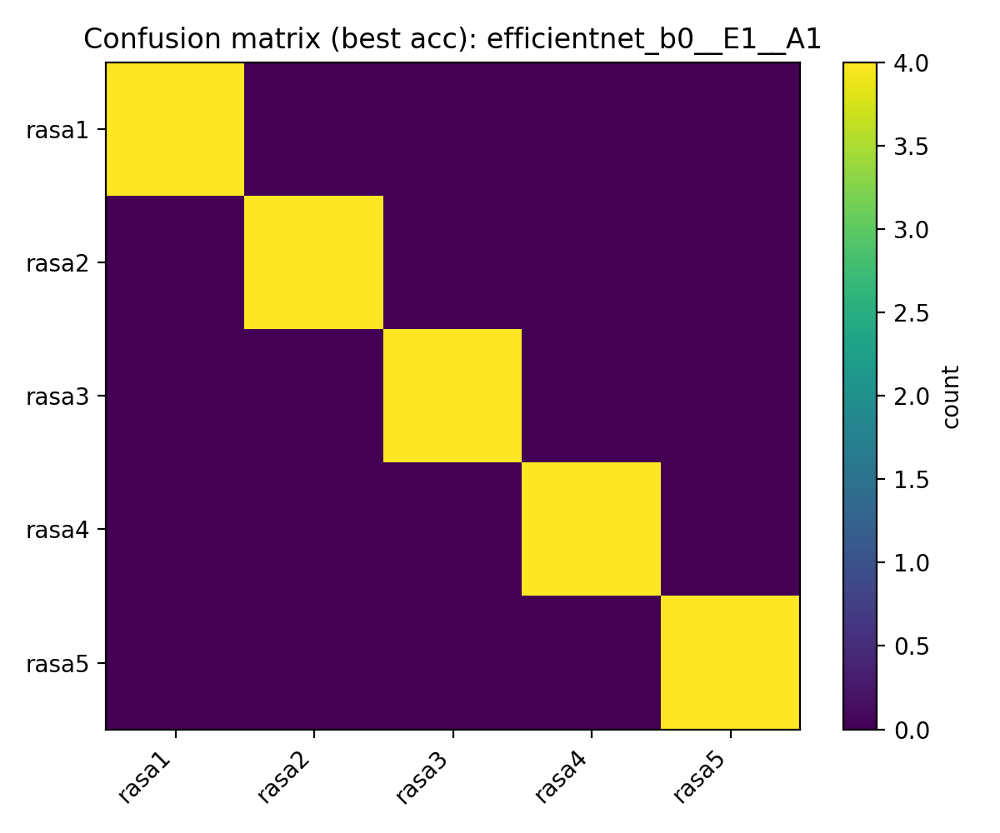 Confusion matrix (best acc): efficientnet_b0__E1__A1
rasa1
rasa2
rasa3
rasa4
rasa5
rasa1
rasa2
rasa3
rasa4
rasa5
4.0
3.5
3.0
2.5
2.0
1.5
1.0
0.5
0.0
count